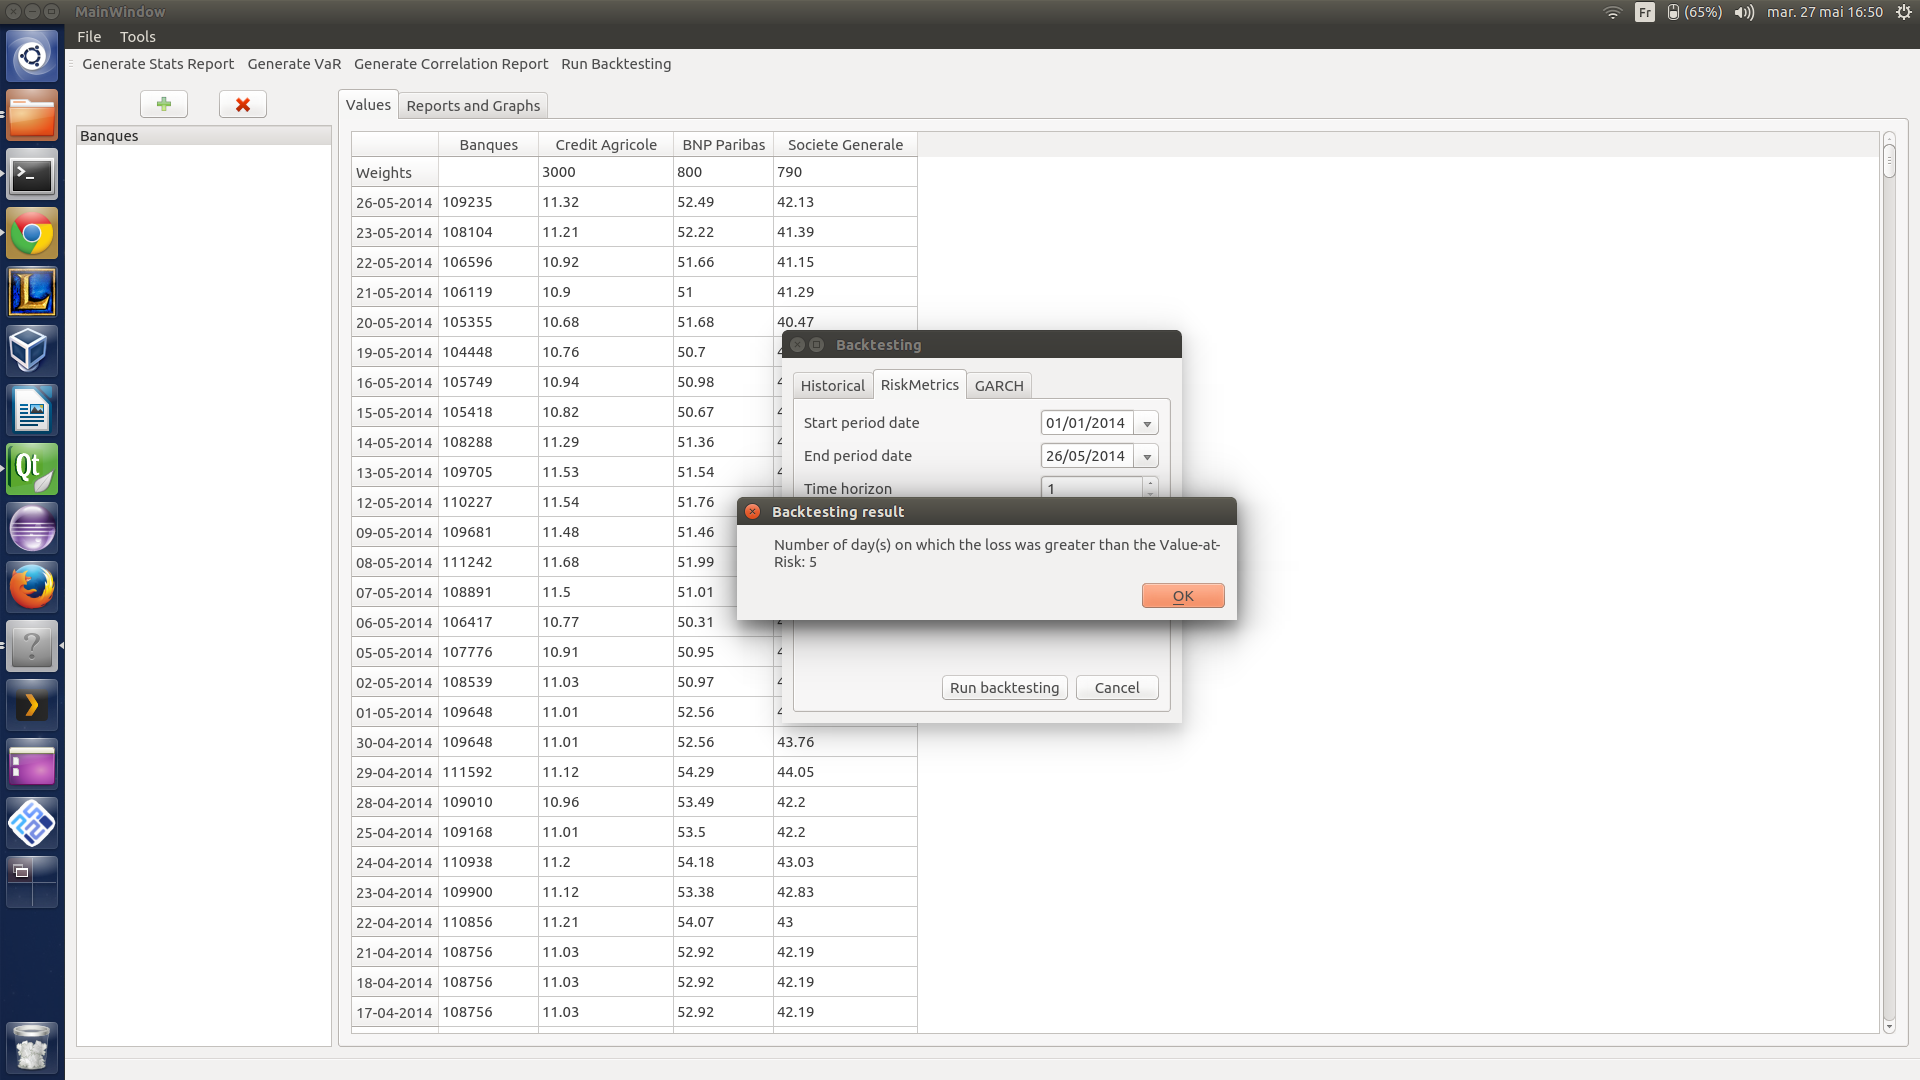 MainWindow
Fr (65%) mar. 27 mai 16:50
File Tools
Generate Stats Report Generate VaR Generate Correlation Report Run Backtesting
Values Reports and Graphs
Banques
Banques Credit Agricole BNP Paribas Societe Generale
Weights 3000 800 790
26-05-2014 109235 11.32 52.49 42.13
23-05-2014 108104 11.21 52.22 41.39
22-05-2014 106596 10.92 51.66 41.15
21-05-2014 106119 10.9 51 41.29
20-05-2014 105355 10.68 51.68 40.47
19-05-2014 104448 10.76 50.7
16-05-2014 105749 10.94 50.98
15-05-2014 105418 10.82 50.67
14-05-2014 108288 11.29 51.36
13-05-2014 109705 11.53 51.54
12-05-2014 110227 11.54 51.76
09-05-2014 109681 11.48 51.46
08-05-2014 111242 11.68 51.99
07-05-2014 108891 11.5 51.01
06-05-2014 106417 10.77 50.31
05-05-2014 107776 10.91 50.95
02-05-2014 108539 11.03 50.97
01-05-2014 109648 11.01 52.56
30-04-2014 109648 11.01 52.56 43.76
29-04-2014 111592 11.12 54.29 44.05
28-04-2014 109010 10.96 53.49 42.2
25-04-2014 109168 11.01 53.5 42.2
24-04-2014 110938 11.2 54.18 43.03
23-04-2014 109900 11.12 53.38 42.83
22-04-2014 110856 11.21 54.07 43
21-04-2014 108756 11.03 52.92 42.19
18-04-2014 108756 11.03 52.92 42.19
17-04-2014 108756 11.03 52.92 42.19
Backtesting
Historical RiskMetrics GARCH
Start period date 01/01/2014
End period date 26/05/2014
Time horizon 1
Backtesting result
Number of day(s) on which the loss was greater than the Value-at-
Risk: 5
OK
Run backtesting Cancel